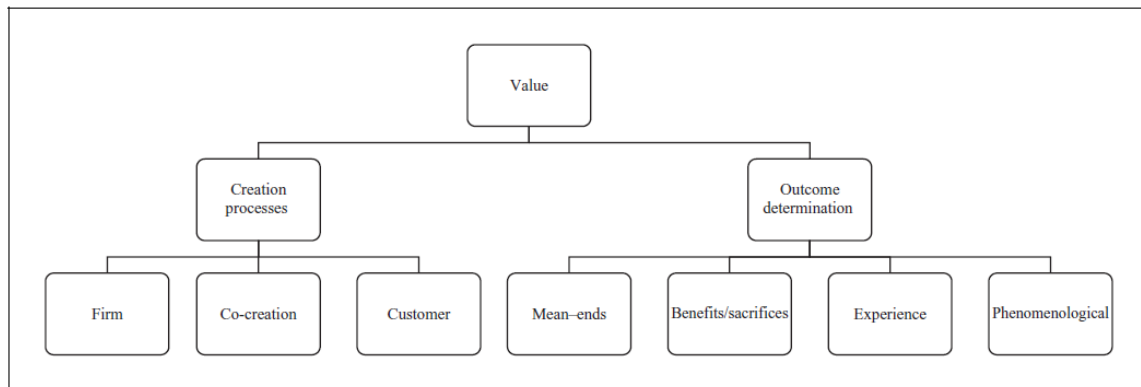 Value
Creation
processes
Outcome
determination
Firm
Co-creation
Customer
Mean–ends
Benefits/sacrifices
Experience
Phenomenological